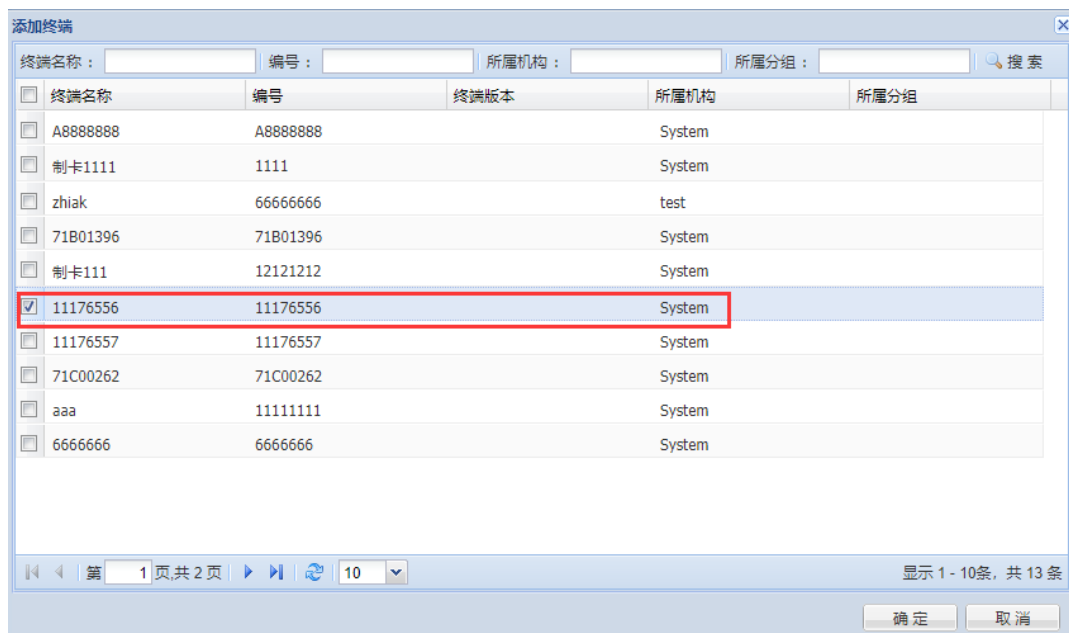 添加终端
终端名称： 编号： 所属机构： 所属分组： 搜索
终端名称 编号 终端版本 所属机构 所属分组
A8888888 A8888888 System
制卡1111 1111 System
zhiak 66666666 test
71B01396 71B01396 System
制卡111 12121212 System
11176556 11176556 System
11176557 11176557 System
71C00262 71C00262 System
aaa 11111111 System
6666666 6666666 System
第 1 页,共 2 页 10 显示 1 - 10条，共 13 条
确定 取消